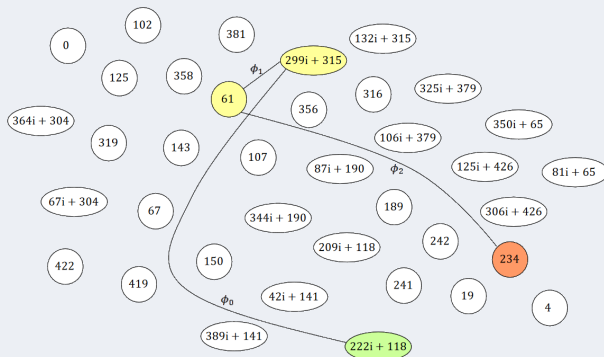 0
102
381
132i + 315
299i + 315
ϕ₁
125
358
61
356
316
325i + 379
364i + 304
319
143
107
106i + 379
350i + 65
87i + 190
ϕ₂
125i + 426
81i + 65
67i + 304
67
344i + 190
189
306i + 426
422
419
150
209i + 118
242
234
42i + 141
241
19
4
ϕ₀
389i + 141
222i + 118